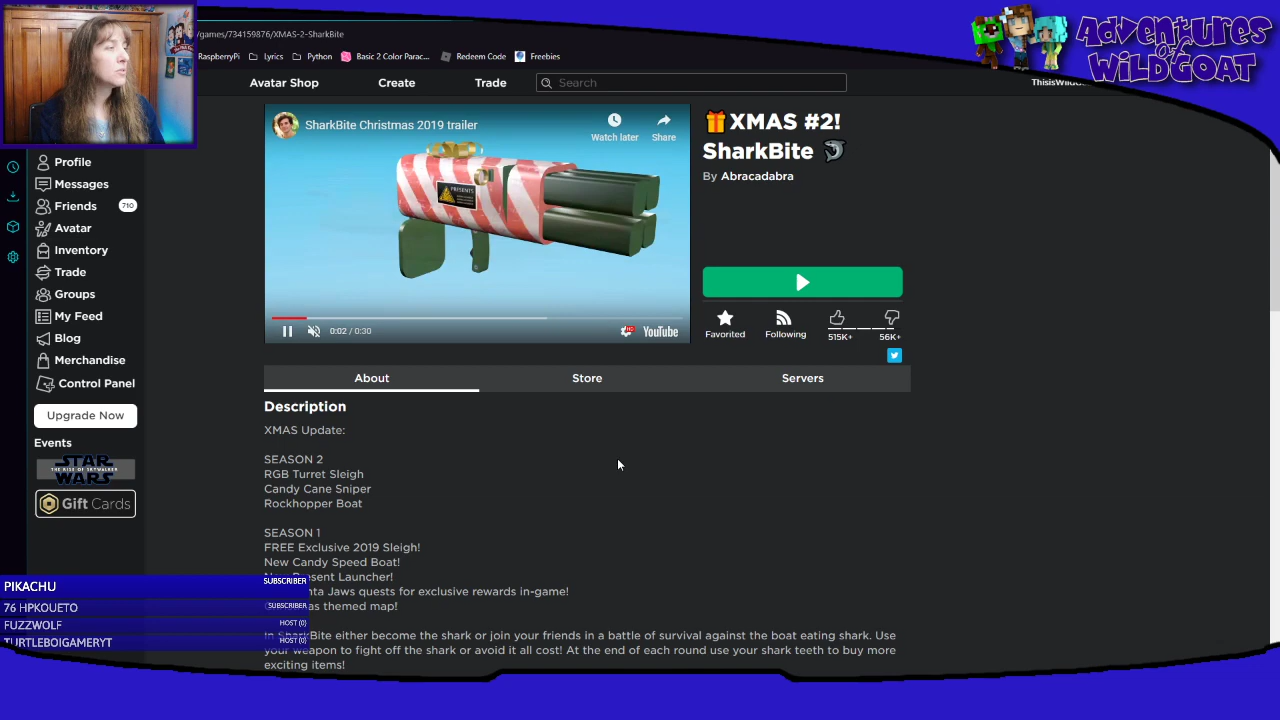 /games/734159876/XMAS-2-SharkBite
Adventures
of
WildGoat
RaspberryPi
Lyrics
Python
Basic 2 Color Parac...
Redeem Code
Freebies
Avatar Shop
Create
Trade
Search
SharkBite Christmas 2019 trailer
Watch later
Share
PRESENTS
0:02 / 0:30
HD
YouTube
XMAS #2!
SharkBite
By Abracadabra
Favorited
Following
515K+
56K+
Profile
Messages
Friends
710
Avatar
Inventory
Trade
Groups
My Feed
Blog
Merchandise
Control Panel
Upgrade Now
Events
STAR
THE RISE OF SKYWALKER
WARS
Gift Cards
About
Store
Servers
Description
XMAS Update:
SEASON 2
RGB Turret Sleigh
Candy Cane Sniper
Rockhopper Boat
SEASON 1
FREE Exclusive 2019 Sleigh!
New Candy Speed Boat!
Present Launcher!
Jaws quests for exclusive rewards in-game!
themed map!
In SharkBite either become the shark or join your friends in a battle of survival against the boat eating shark. Use
your weapon to fight off the shark or avoid it all cost! At the end of each round use your shark teeth to buy more
exciting items!
PIKACHU
SUBSCRIBER
76 HPKOUETO
SUBSCRIBER
FUZZWOLF
HOST (0)
TURTLEBOIGAMERYT
HOST (0)